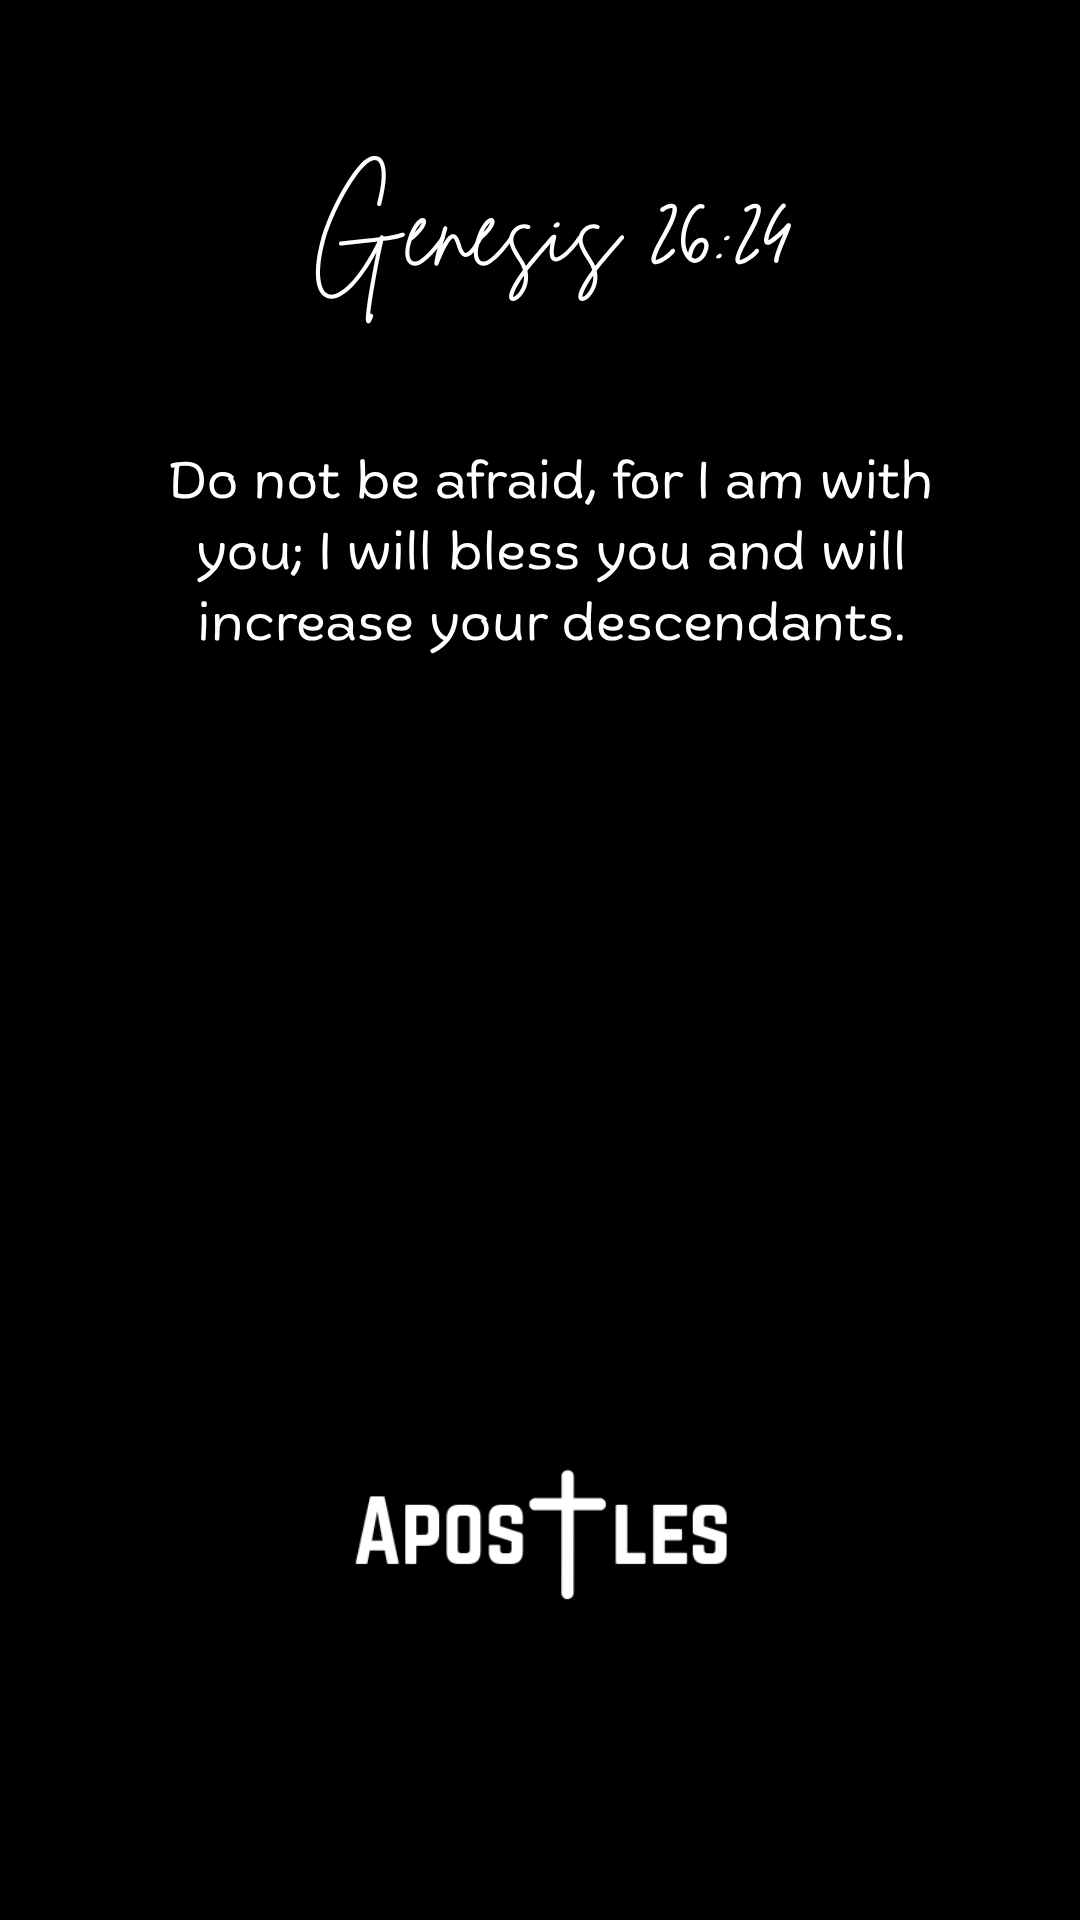 Genesis 26:24
Do not be afraid, for I am with
you; I will bless you and will
increase your descendants.
APOSTLES